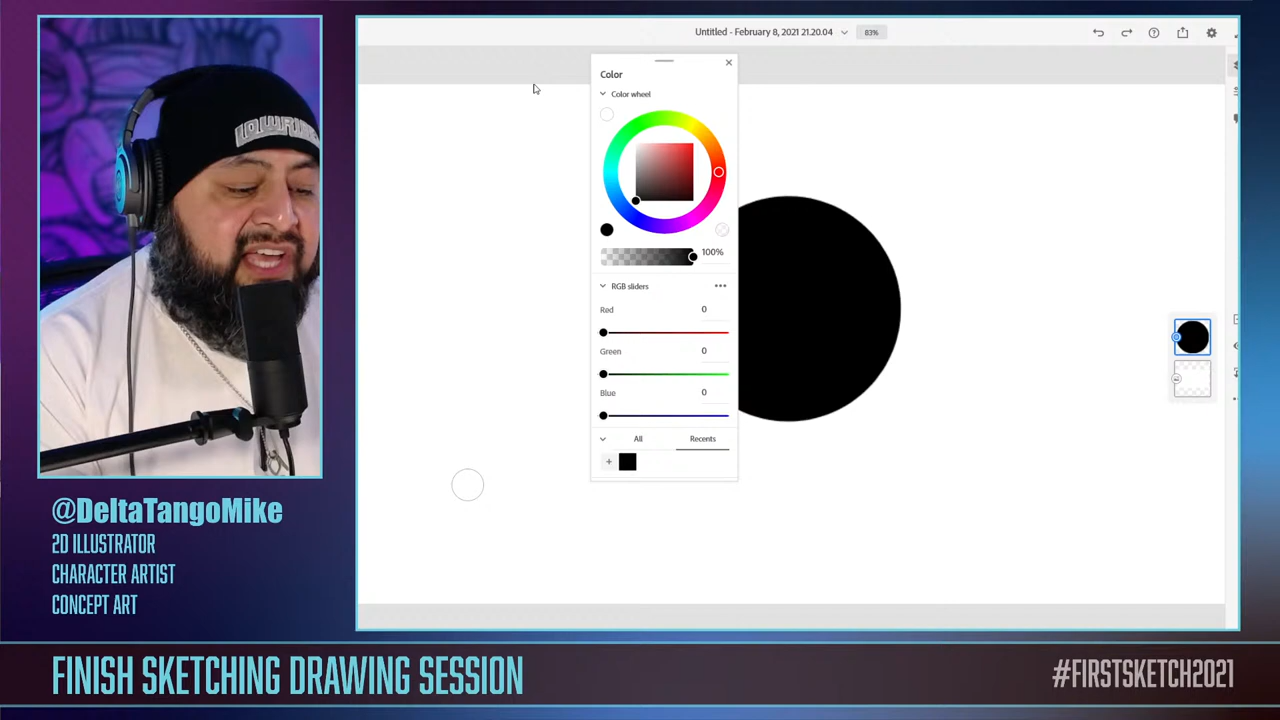 Untitled - February 8, 2021 21.20.04
83%
Color
Color wheel
100%
RGB sliders
Red
0
Green
0
Blue
0
All
Recents
LOWRIDER
@DeltaTangoMike
2D ILLUSTRATOR
CHARACTER ARTIST
CONCEPT ART
FINISH SKETCHING DRAWING SESSION
#FIRSTSKETCH2021